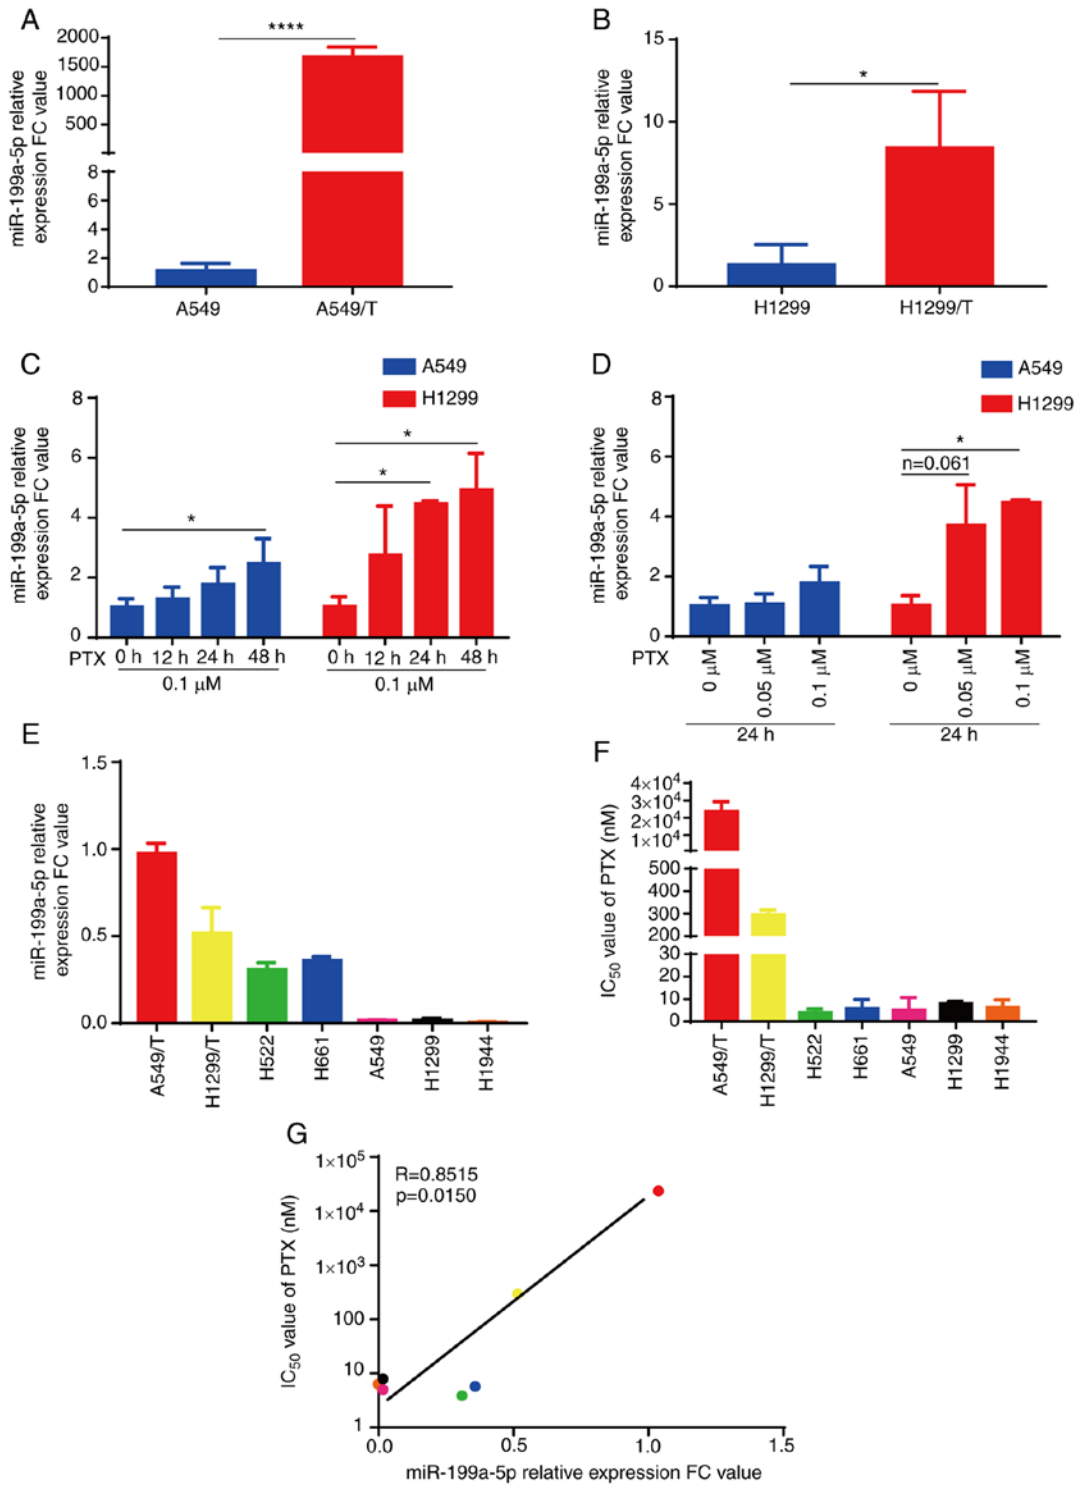 A
miR-199a-5p relative
expression FC value
2000
1500
1000
500
8
6
4
2
0
****
A549
A549/T
B
miR-199a-5p relative
expression FC value
15
10
5
0
*
H1299
H1299/T
C
A549
H1299
miR-199a-5p relative
expression FC value
8
6
4
2
0
*
*
*
PTX
0 h 12 h 24 h 48 h
0 h 12 h 24 h 48 h
0.1 μM
0.1 μM
D
A549
H1299
miR-199a-5p relative
expression FC value
8
6
4
2
0
*
n=0.061
PTX
0 μM
0.05 μM
0.1 μM
0 μM
0.05 μM
0.1 μM
24 h
24 h
E
miR-199a-5p relative
expression FC value
1.5
1.0
0.5
0.0
A549/T
H1299/T
H522
H661
A549
H1299
H1944
F
IC50 value of PTX (nM)
4×10⁴
3×10⁴
2×10⁴
1×10⁴
500
400
300
200
30
20
10
0
A549/T
H1299/T
H522
H661
A549
H1299
H1944
G
IC50 value of PTX (nM)
1×10⁵
1×10⁴
1×10³
100
10
1
R=0.8515
p=0.0150
0.0 0.5 1.0 1.5
miR-199a-5p relative expression FC value